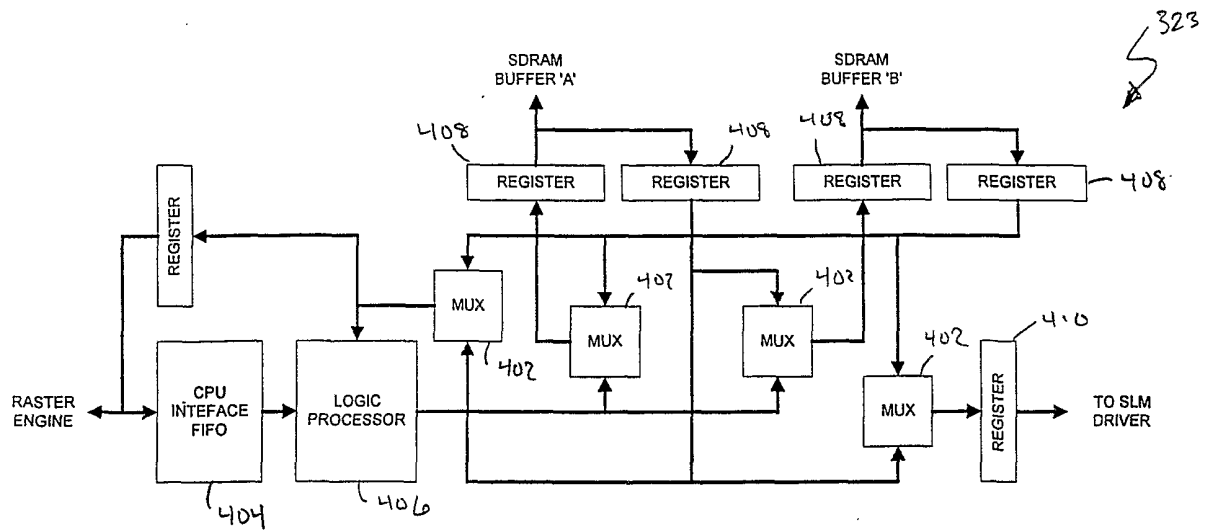 323
SDRAM
BUFFER 'A'
SDRAM
BUFFER 'B'
408
408
408
REGISTER
REGISTER
REGISTER
REGISTER
408
REGISTER
MUX
402
MUX
402
MUX
402
402
MUX
410
REGISTER
RASTER
ENGINE
CPU
INTEFACE
FIFO
LOGIC
PROCESSOR
TO SLM
DRIVER
404
406